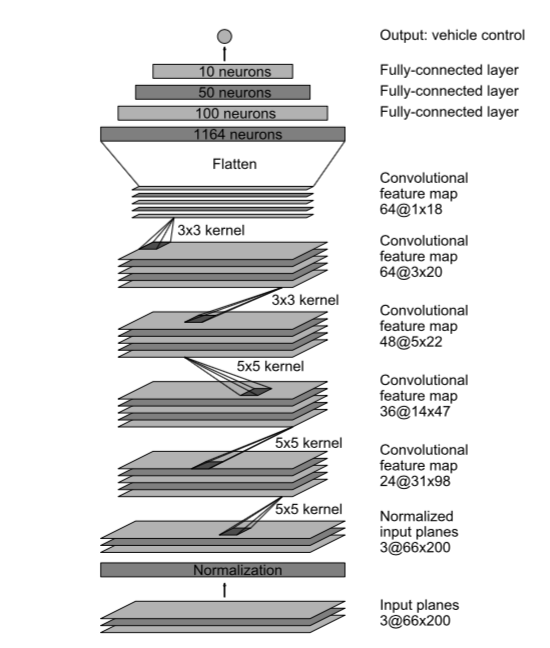 Output: vehicle control
10 neurons
Fully-connected layer
50 neurons
Fully-connected layer
100 neurons
Fully-connected layer
1164 neurons
Flatten
Convolutional
feature map
64@1x18
3x3 kernel
Convolutional
feature map
64@3x20
3x3 kernel
Convolutional
feature map
48@5x22
5x5 kernel
Convolutional
feature map
36@14x47
5x5 kernel
Convolutional
feature map
24@31x98
5x5 kernel
Normalized
input planes
3@66x200
Normalization
Input planes
3@66x200